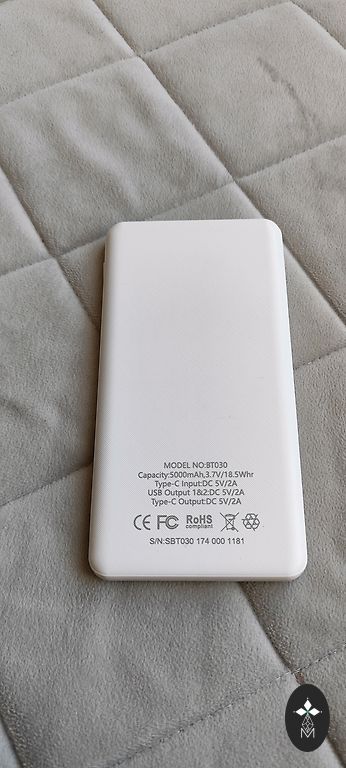 MODEL NO:BT030
Capacity:5000mAh,3.7V/18.5Whr
Type-C Input:DC 5V/2A
USB Output 1&2:DC 5V/2A
Type-C Output:DC 5V/2A
CE FC RoHS
compliant
S/N:SBT030 174 000 1181
M